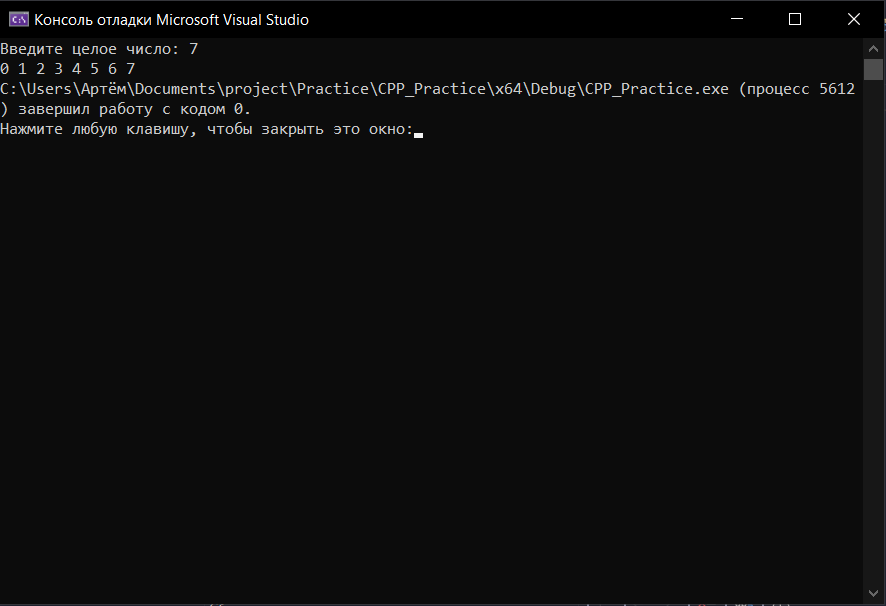 Консоль отладки Microsoft Visual Studio
Введите целое число: 7
0 1 2 3 4 5 6 7
C:\Users\Артём\Documents\project\Practice\CPP_Practice\x64\Debug\CPP_Practice.exe (процесс 5612
) завершил работу с кодом 0.
Нажмите любую клавишу, чтобы закрыть это окно: